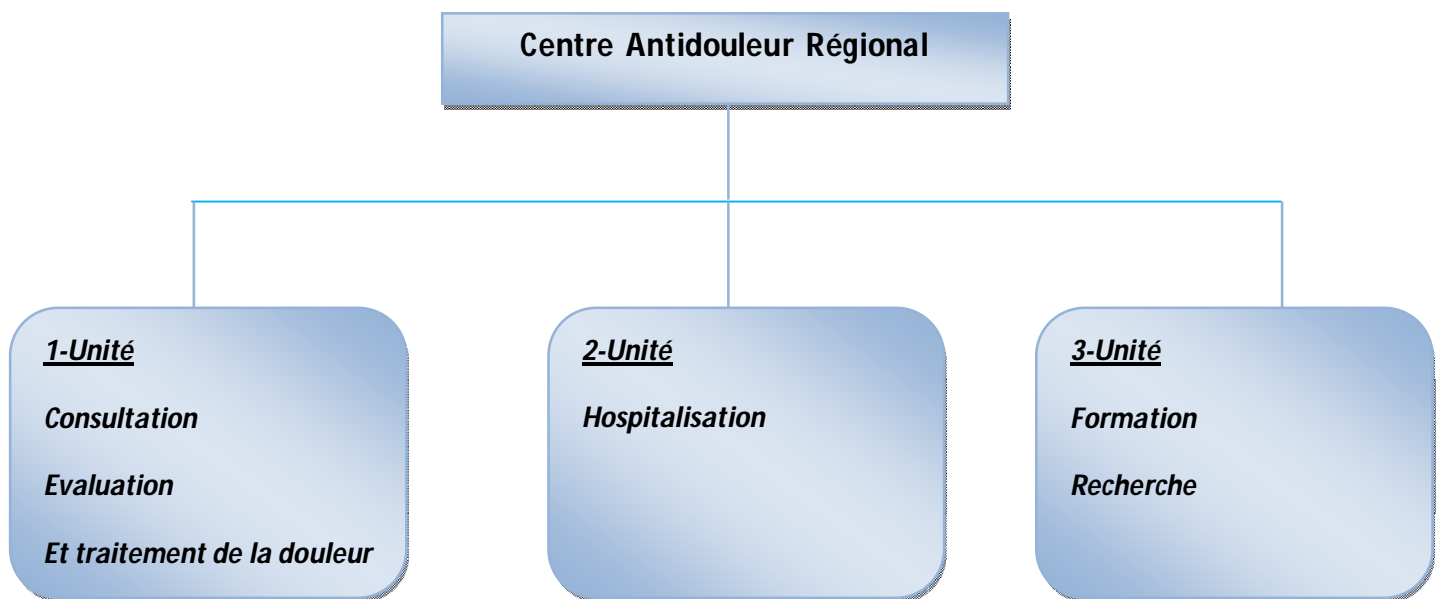 Centre Antidouleur Régional
1-Unité
Consultation
Evaluation
Et traitement de la douleur
2-Unité
Hospitalisation
3-Unité
Formation
Recherche